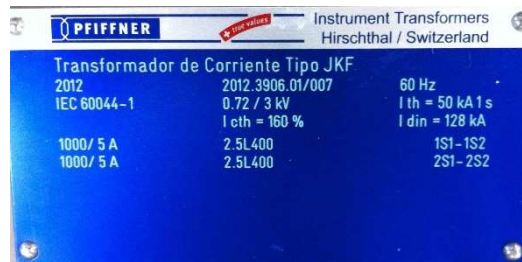 PFIFFNER
true values
Instrument Transformers
Hirschthal / Switzerland
Transformador de Corriente Tipo JKF
2012 2012.3906.01/007 60 Hz
IEC 60044-1 0.72 / 3 kV I th = 50 kA 1 s
I cth = 160 % I din = 128 kA
1000/ 5 A 2.5L400 1S1-1S2
1000/ 5 A 2.5L400 2S1-2S2